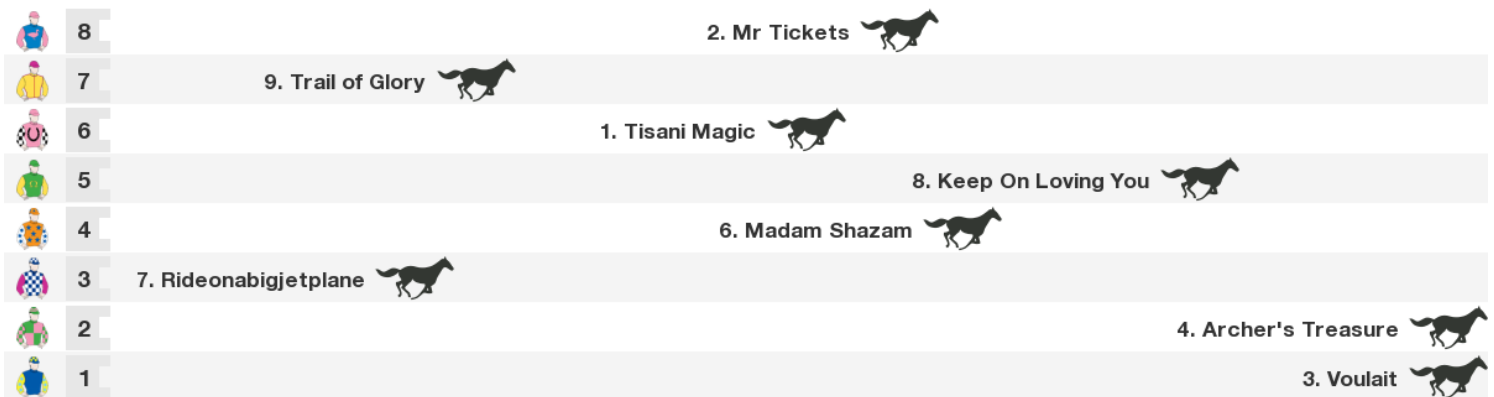 8 2. Mr Tickets
7 9. Trail of Glory
6 1. Tisani Magic
5 8. Keep On Loving You
4 6. Madam Shazam
3 7. Rideonabigjetplane
2 4. Archer's Treasure
1 3. Voulait